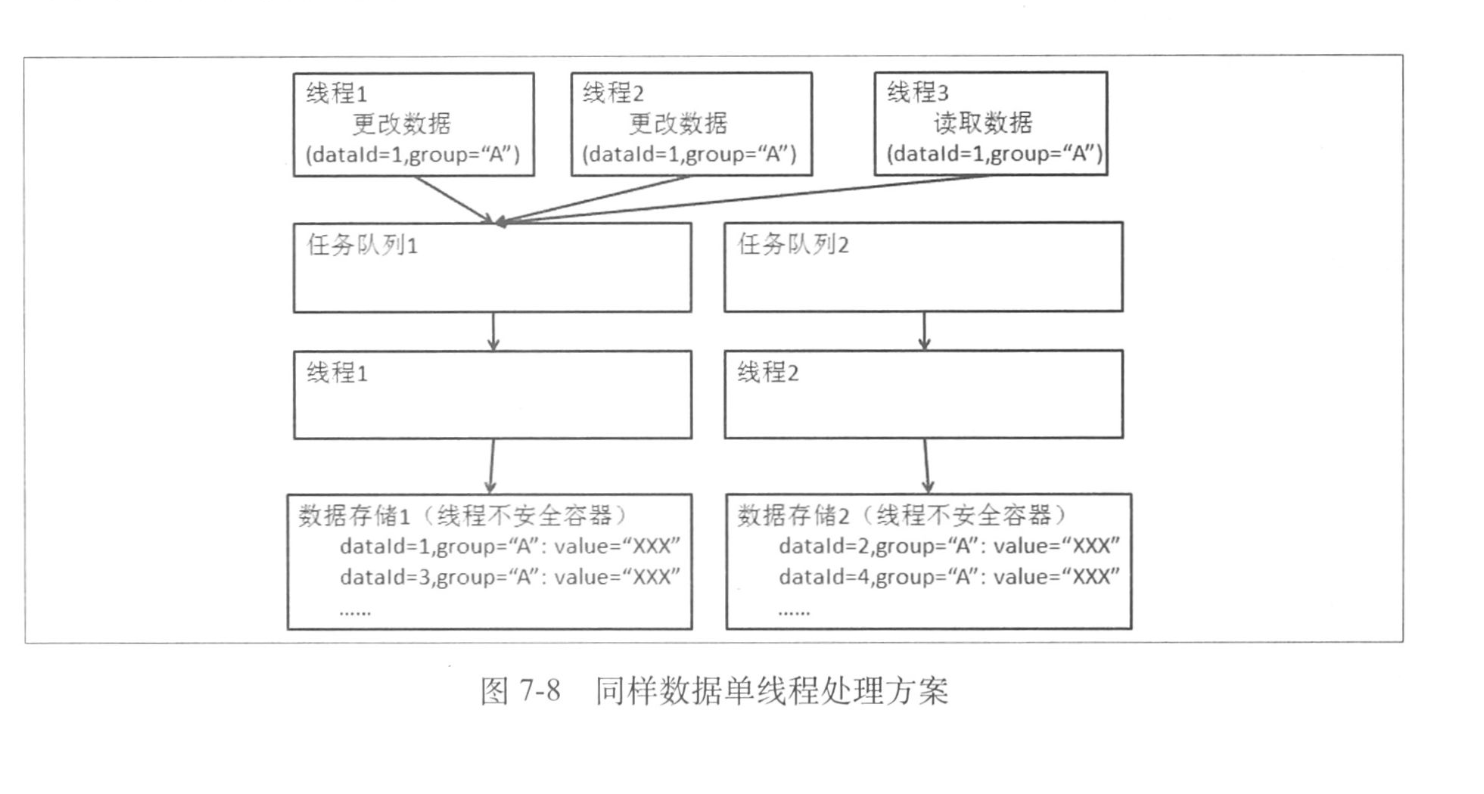 线程1
更改数据
(dataId=1,group=“A”)
线程2
更改数据
(dataId=1,group=“A”)
线程3
读取数据
(dataId=1,group=“A”)
任务队列1
任务队列2
线程1
线程2
数据存储1（线程不安全容器）
dataId=1,group=“A”: value=“XXX”
dataId=3,group=“A”: value=“XXX”
……
数据存储2（线程不安全容器）
dataId=2,group=“A”: value=“XXX”
dataId=4,group=“A”: value=“XXX”
……
图 7-8 同样数据单线程处理方案